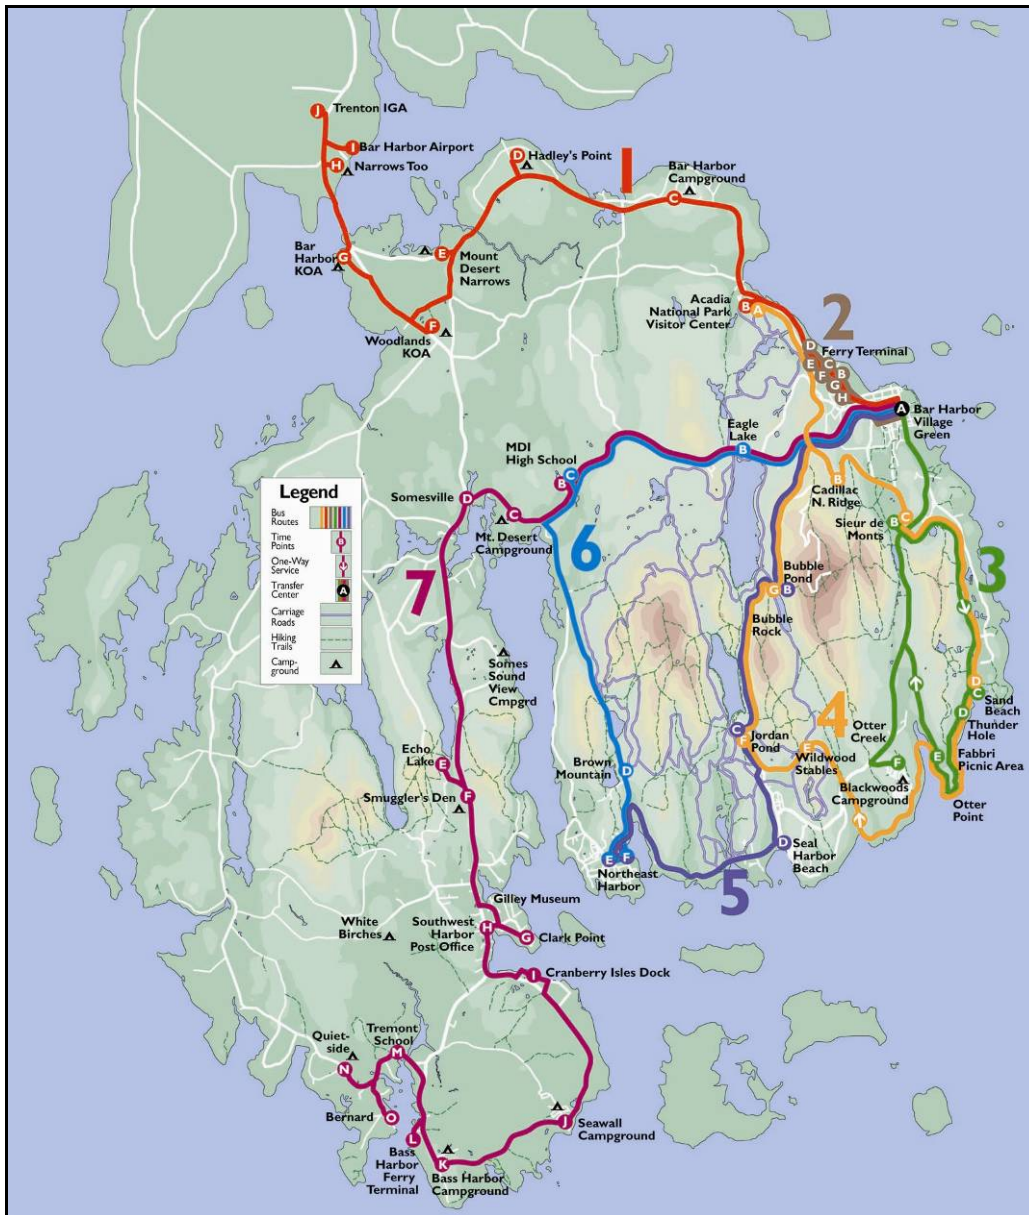 J Trenton IGA
I Bar Harbor Airport
H Narrows Too
D Hadley's Point
1
Bar Harbor
Campground
C
Bar
Harbor
KOA
G
E Mount
Desert
Narrows
F
Woodlands
KOA
Acadia
National Park
Visitor Center
B A
2
D Ferry Terminal
E C
F B
G
H
A Bar Harbor
Village
Green
Eagle
Lake
B
MDI
High School
B C
Somesville D
C
Mt. Desert
Campground
B
Cadillac
N. Ridge
B C
Sieur de
Monts
Legend
Bus
Routes
Time
Points
B
One-Way
Service
Transfer
Center
A
Carriage
Roads
Hiking
Trails
Camp-
ground
6
7
3
Bubble
Pond
G B
Bubble
Rock
Somes
Sound
View
Cmpgrd
D
C
Sand
Beach
D Thunder
Hole
4
C
F Jordan
Pond
E
Wildwood
Stables
Otter
Creek
F
E Fabbri
Picnic Area
Blackwoods
Campground
Otter
Point
Echo
Lake
E
Smuggler's Den F
Brown
Mountain
D
E F
Northeast
Harbor
D Seal
Harbor
Beach
5
Gilley Museum
White
Birches
Southwest
Harbor
Post Office
H
G Clark Point
I Cranberry Isles Dock
Quiet-
side
N
Tremont
School
M
Bernard O
L
Bass
Harbor
Ferry
Terminal
K
Bass Harbor
Campground
J Seawall
Campground